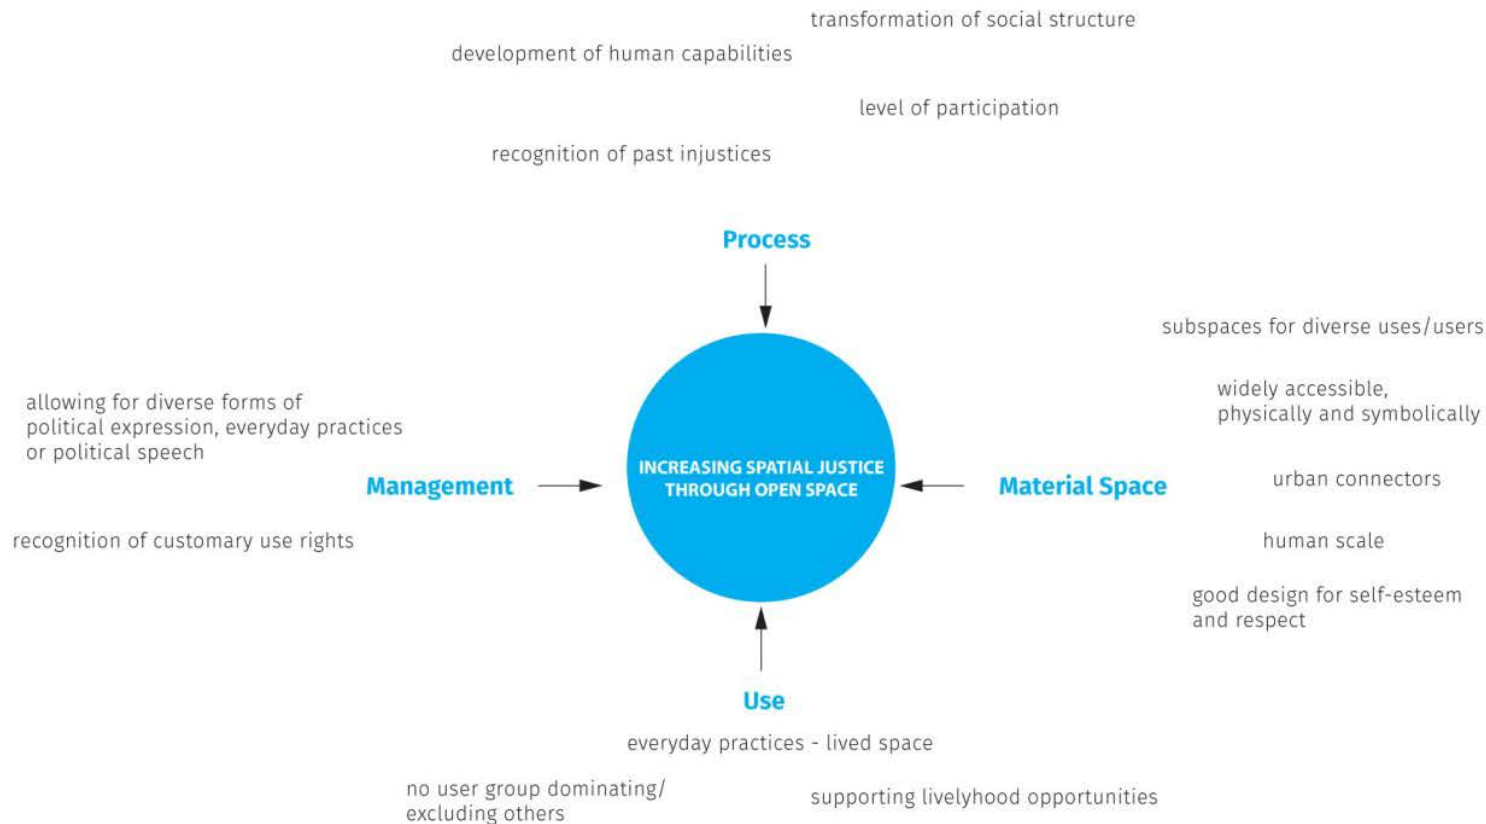 transformation of social structure
development of human capabilities
level of participation
recognition of past injustices
Process
subspaces for diverse uses/users
widely accessible,
physically and symbolically
allowing for diverse forms of
political expression, everyday practices
or political speech
INCREASING SPATIAL JUSTICE
THROUGH OPEN SPACE
Management
Material Space
urban connectors
recognition of customary use rights
human scale
good design for self-esteem
and respect
Use
everyday practices - lived space
no user group dominating/
excluding others
supporting livelyhood opportunities